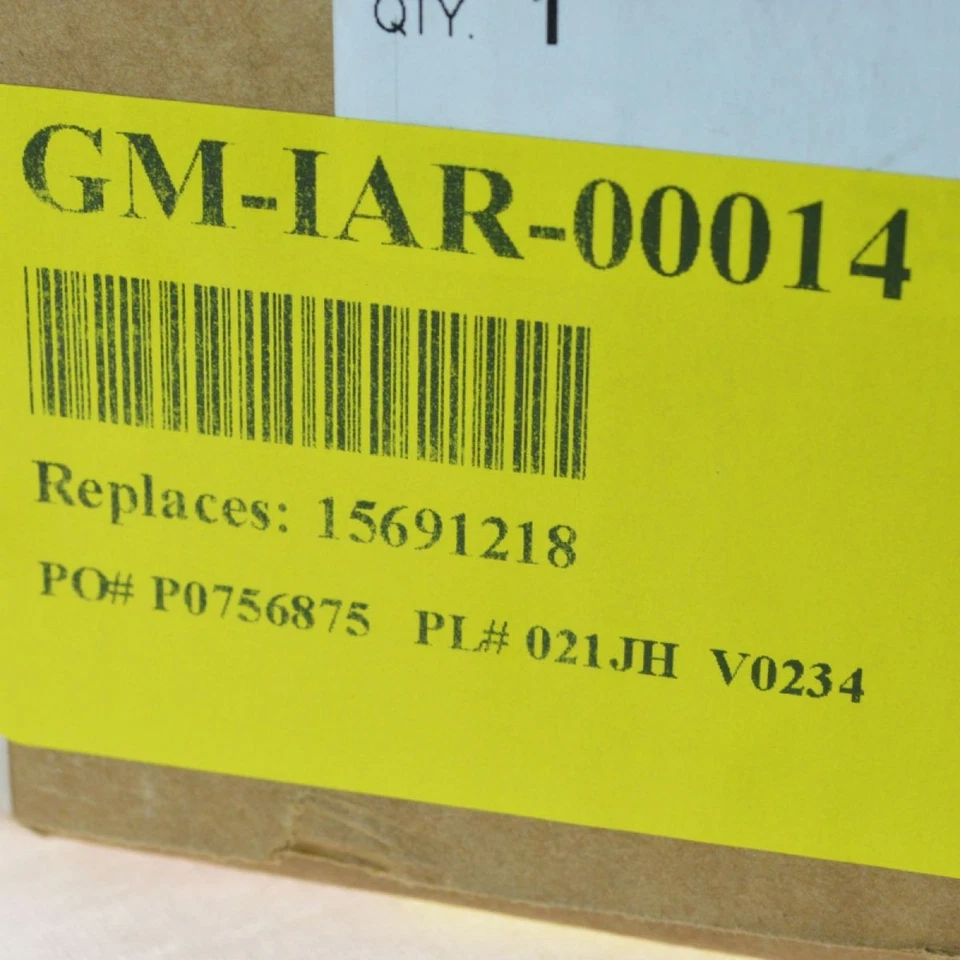 QTY. 1
GM-IAR-00014
Replaces: 15691218
PO# P0756875 PL# 021JH V0234